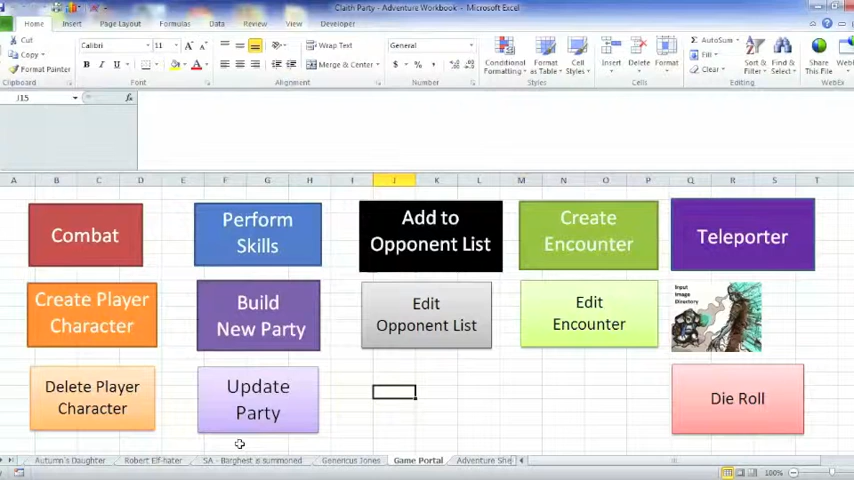 Claith Party - Adventure Workbook - Microsoft Excel
Home Insert Page Layout Formulas Data Review View Developer
Cut
Copy
Format Painter
Clipboard
Calibri 11
Font
Wrap Text
Merge & Center
Alignment
General
Number
Conditional Formatting
Format as Table
Cell Styles
Styles
Insert Delete Format
Cells
AutoSum
Fill
Clear
Sort & Filter
Find & Select
Editing
Share This File
J15
fx
A B C D E F G H I J K L M N O P Q R S T
Combat
Perform
Skills
Add to
Opponent List
Create
Encounter
Teleporter
Create Player
Character
Build
New Party
Edit
Opponent List
Edit
Encounter
Input
Image
Directory
Delete Player
Character
Update
Party
Die Roll
Autumn's Daughter Robert Elf-hater SA - Barghest is summoned Genericus Jones Game Portal Adventure She
100%